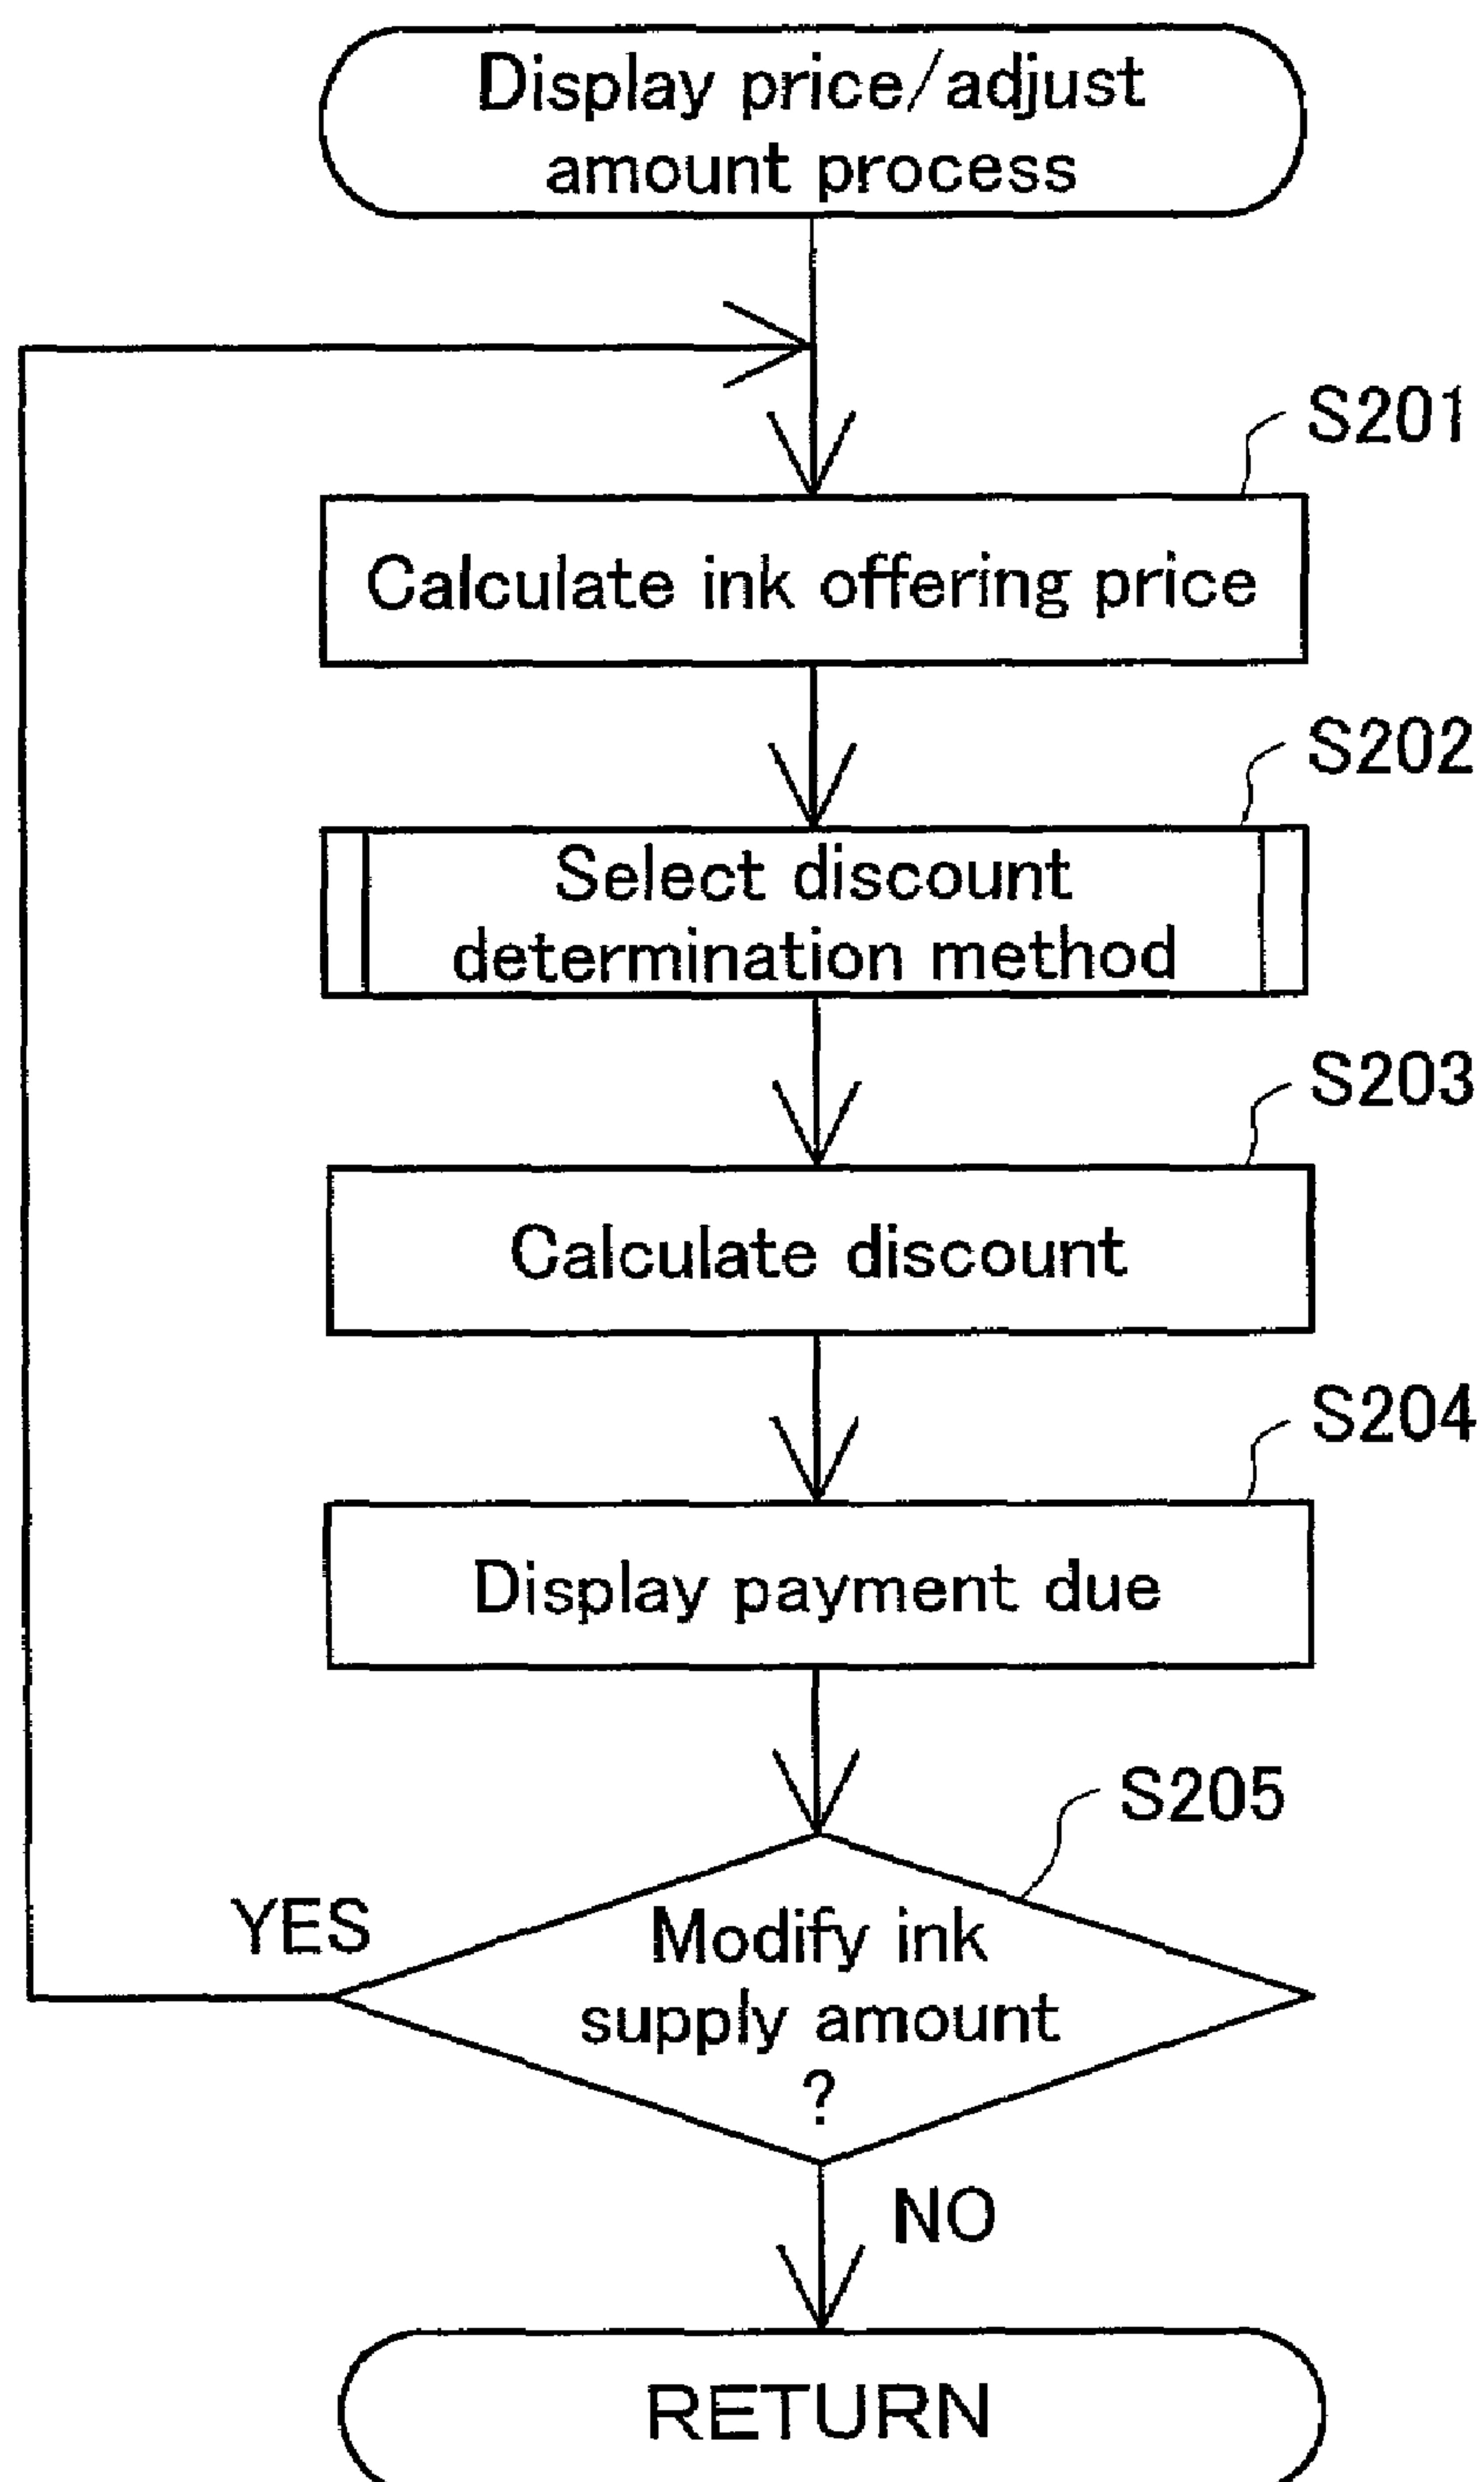 Display price/adjust
amount process
S201
Calculate ink offering price
S202
Select discount
determination method
S203
Calculate discount
S204
Display payment due
S205
YES
Modify ink
supply amount
?
NO
RETURN